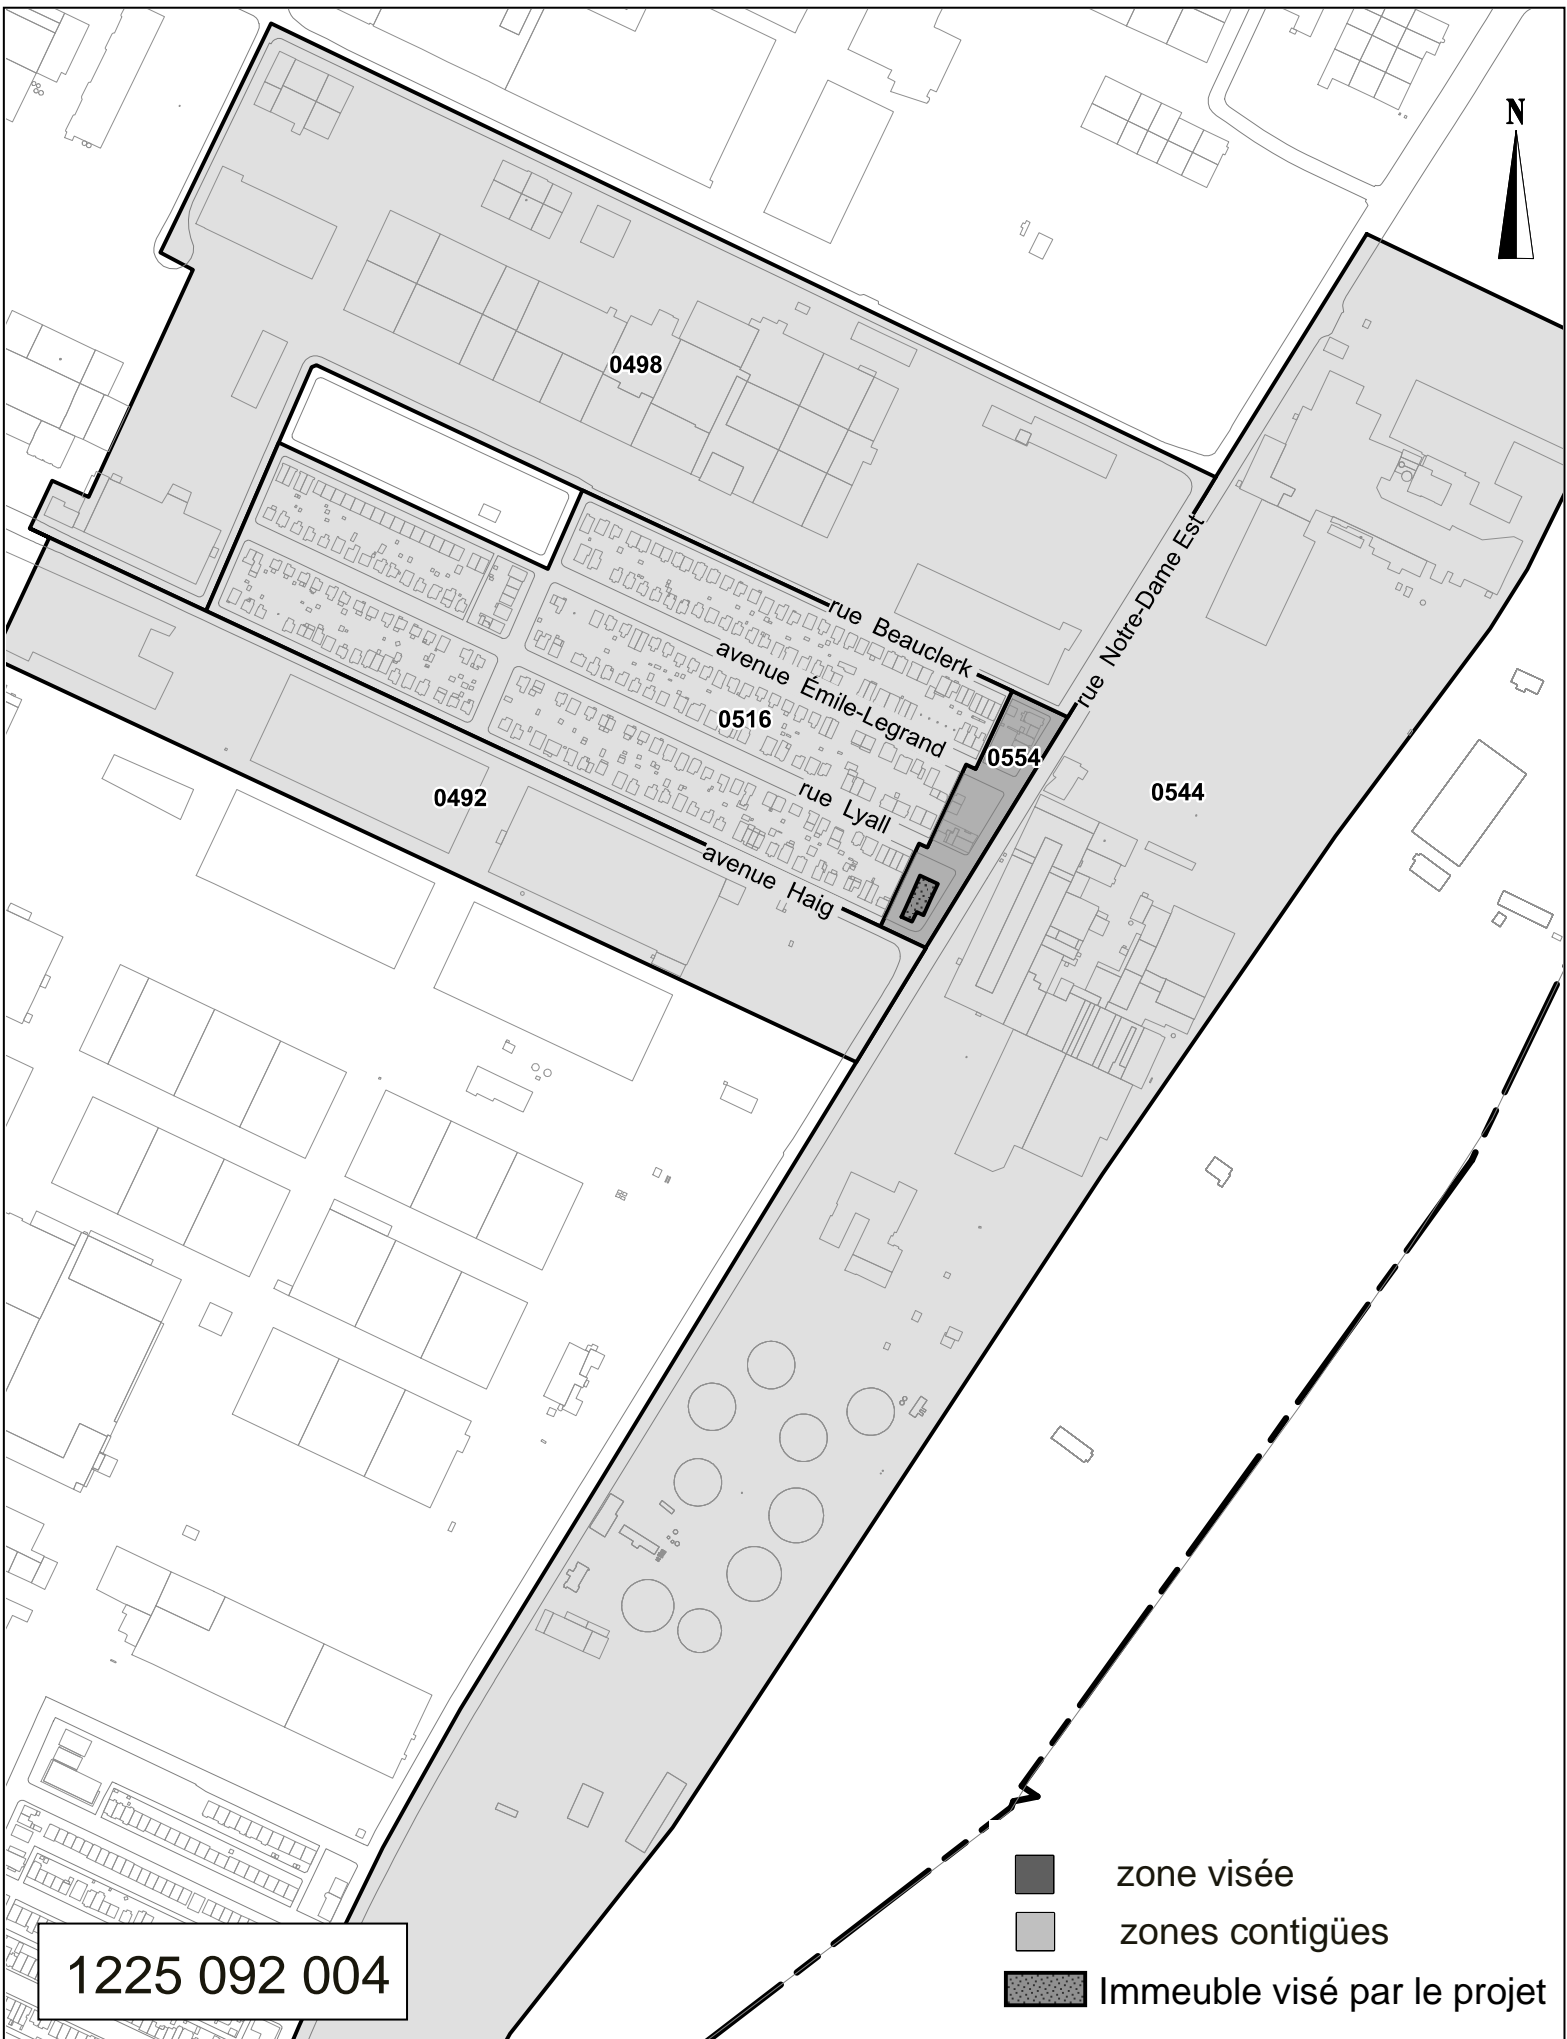 N
0498
rue Notre-Dame Est
rue Beauclerk
avenue Émile-Legrand
0516
0554
0544
0492
rue Lyall
avenue Haig
zone visée
zones contigües
Immeuble visé par le projet
1225 092 004